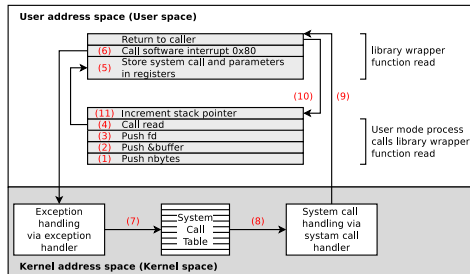 User address space (User space)
Return to caller
(6) Call software interrupt 0x80
(5) Store system call and parameters
in registers
library wrapper
function read
(10)
(9)
(11) Increment stack pointer
(4) Call read
(3) Push fd
(2) Push &buffer
(1) Push nbytes
User mode process
calls library wrapper
function read
Exception
handling
via exception
handler
(7)
System
Call
Table
(8)
System call
handling via
systam call
handler
Kernel address space (Kernel space)